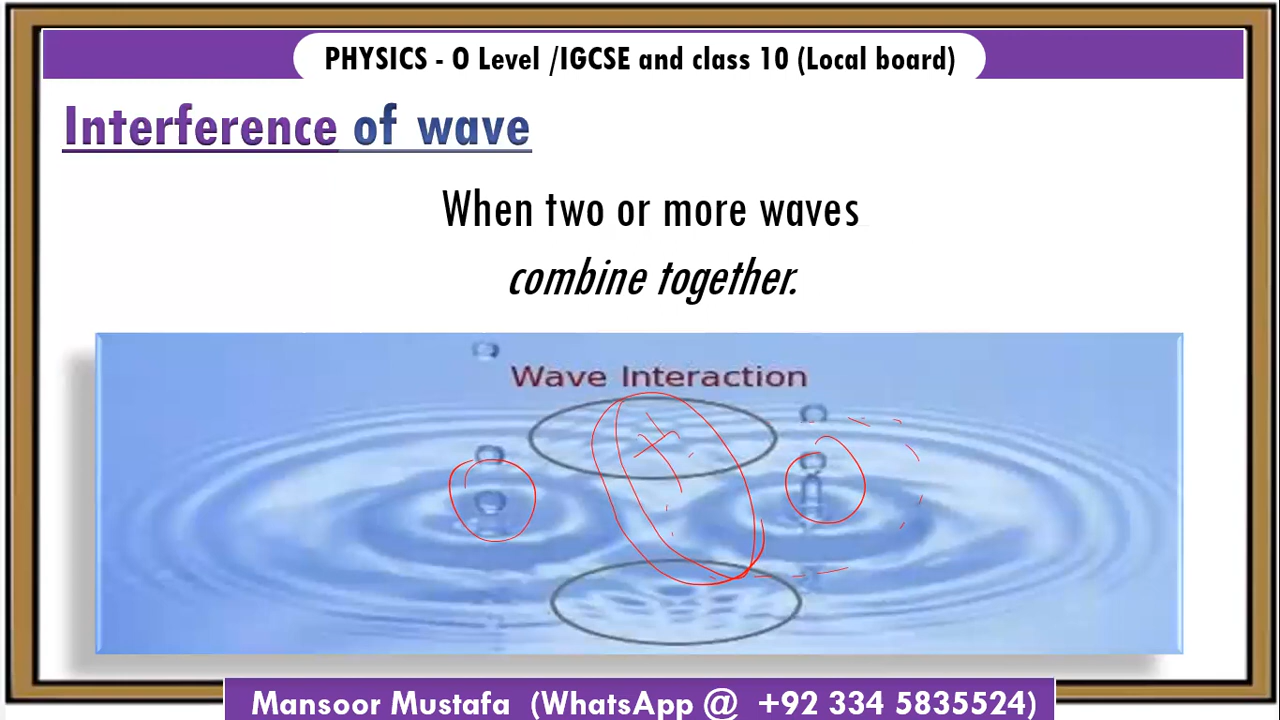 PHYSICS - O Level /IGCSE and class 10 (Local board)
Interference of wave
When two or more waves
combine together.
Wave Interaction
Mansoor Mustafa (WhatsApp @ +92 334 5835524)